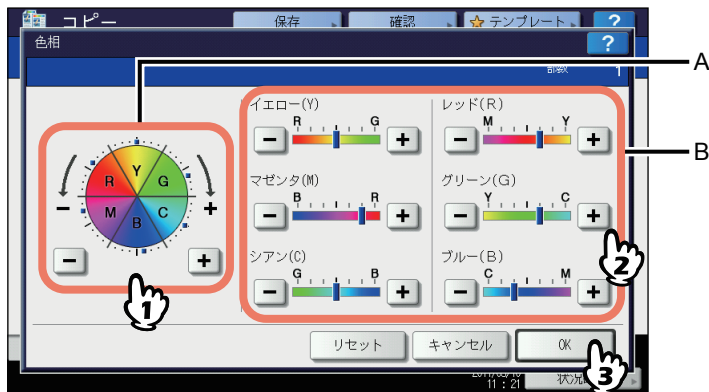 コピー 保存 確認 テンプレート ?
色相 ?
部数 1
A
B
Y
R G
M C
B
- +
- +
イエロー(Y)
R G
- +
マゼンタ(M)
B R
- +
シアン(C)
G B
- +
レッド(R)
M Y
- +
グリーン(G)
Y C
- +
ブルー(B)
C M
- +
1
2
リセット キャンセル OK
3
11 : 21